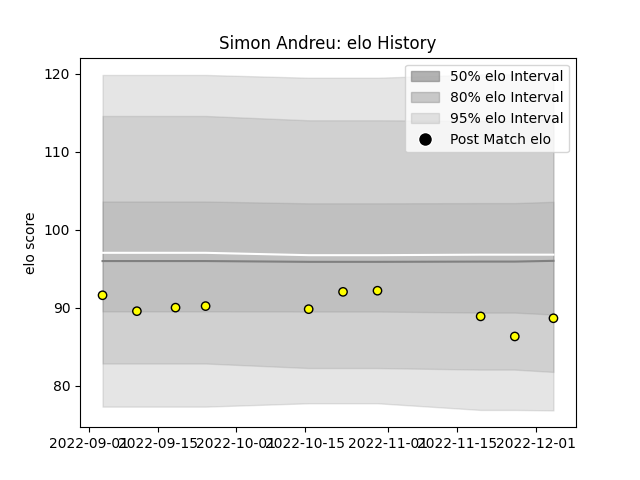 Simon Andreu: elo History
120
110
100
90
80
elo score
50% elo Interval
80% elo Interval
95% elo Interval
Post Match elo
2022-09-01
2022-09-15
2022-10-01
2022-10-15
2022-11-01
2022-11-15
2022-12-01